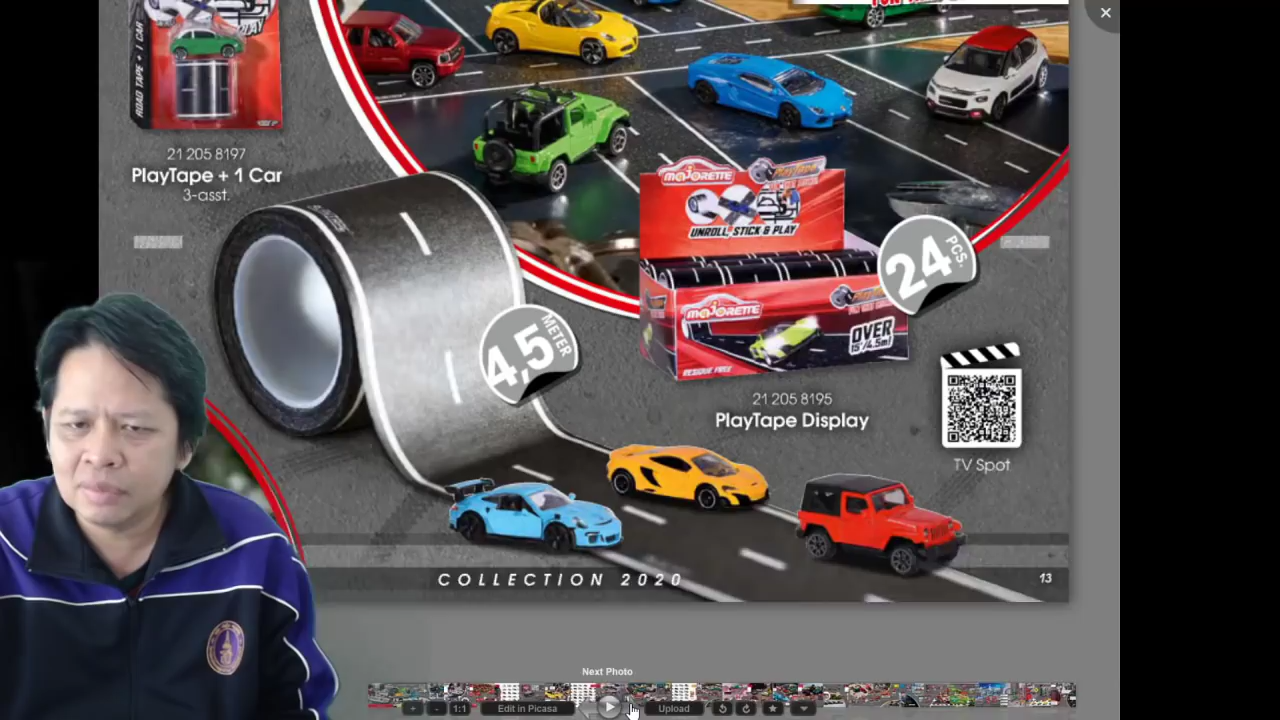 ROAD TAPE + 1 CAR
21 205 8197
PlayTape + 1 Car
3-asst.
majORETTE
UNROLL, STICK & PLAY
24 PCS.
majORETTE
OVER
15'/4.5m!
RESIDUE FREE
4,5 METER
21 205 8195
PlayTape Display
TV Spot
COLLECTION 2020
13
Next Photo
1:1
Edit in Picasa
Upload